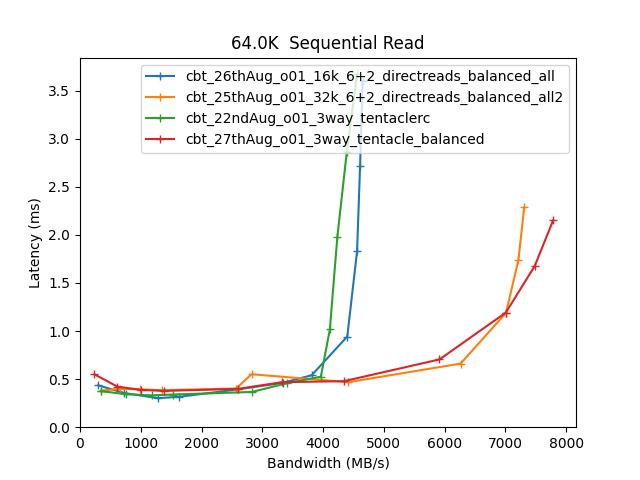 64.0K  Sequential Read
cbt_26thAug_o01_16k_6+2_directreads_balanced_all
cbt_25thAug_o01_32k_6+2_directreads_balanced_all2
cbt_22ndAug_o01_3way_tentaclerc
cbt_27thAug_o01_3way_tentacle_balanced
3.5
3.0
2.5
2.0
1.5
1.0
0.5
0.0
Latency (ms)
0 1000 2000 3000 4000 5000 6000 7000 8000
Bandwidth (MB/s)